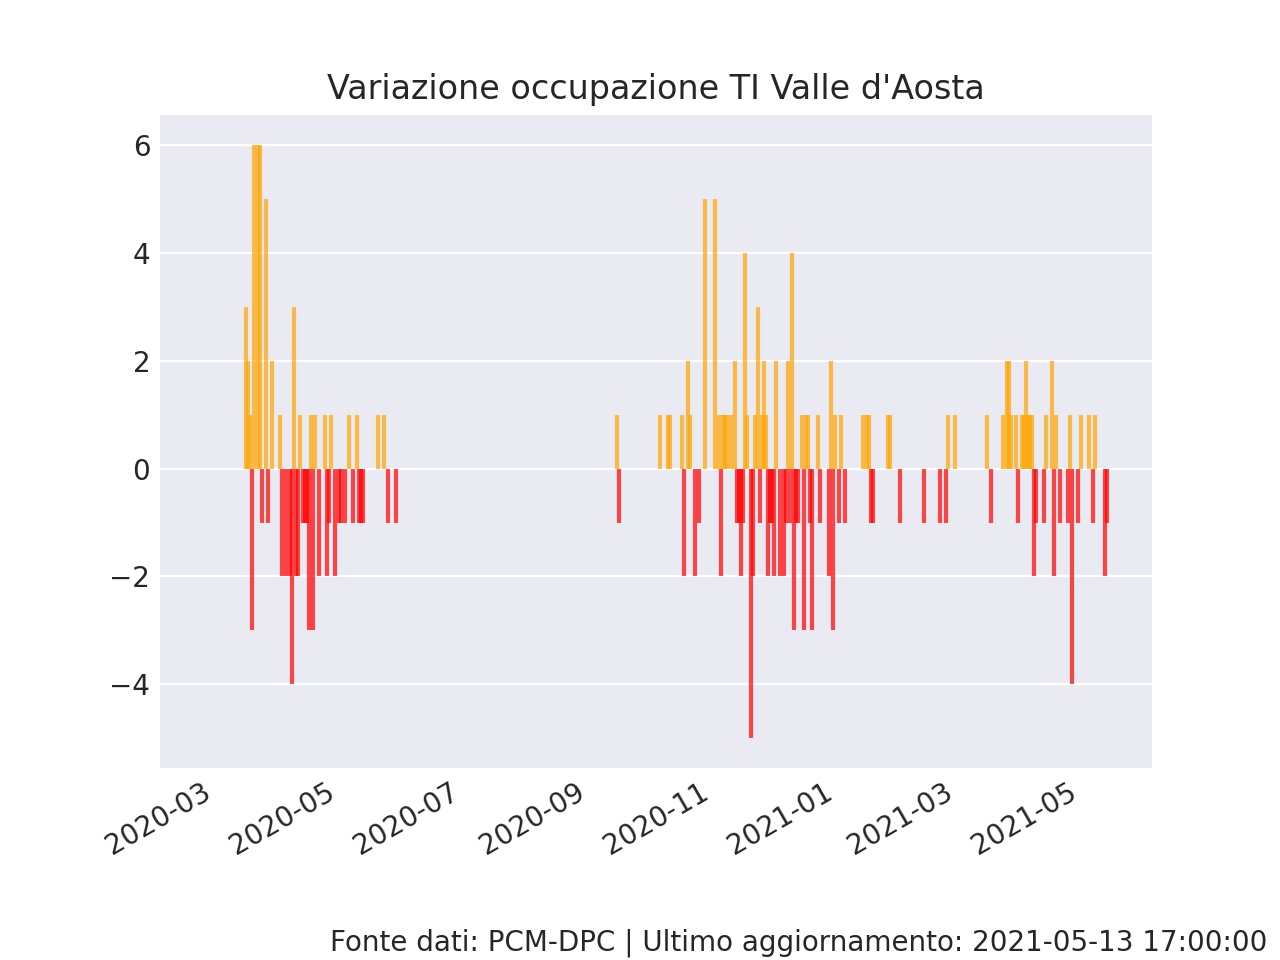 Variazione occupazione TI Valle d'Aosta
6
4
2
0
−2
−4
2020-03 2020-05 2020-07 2020-09 2020-11 2021-01 2021-03 2021-05
Fonte dati: PCM-DPC | Ultimo aggiornamento: 2021-05-13 17:00:00